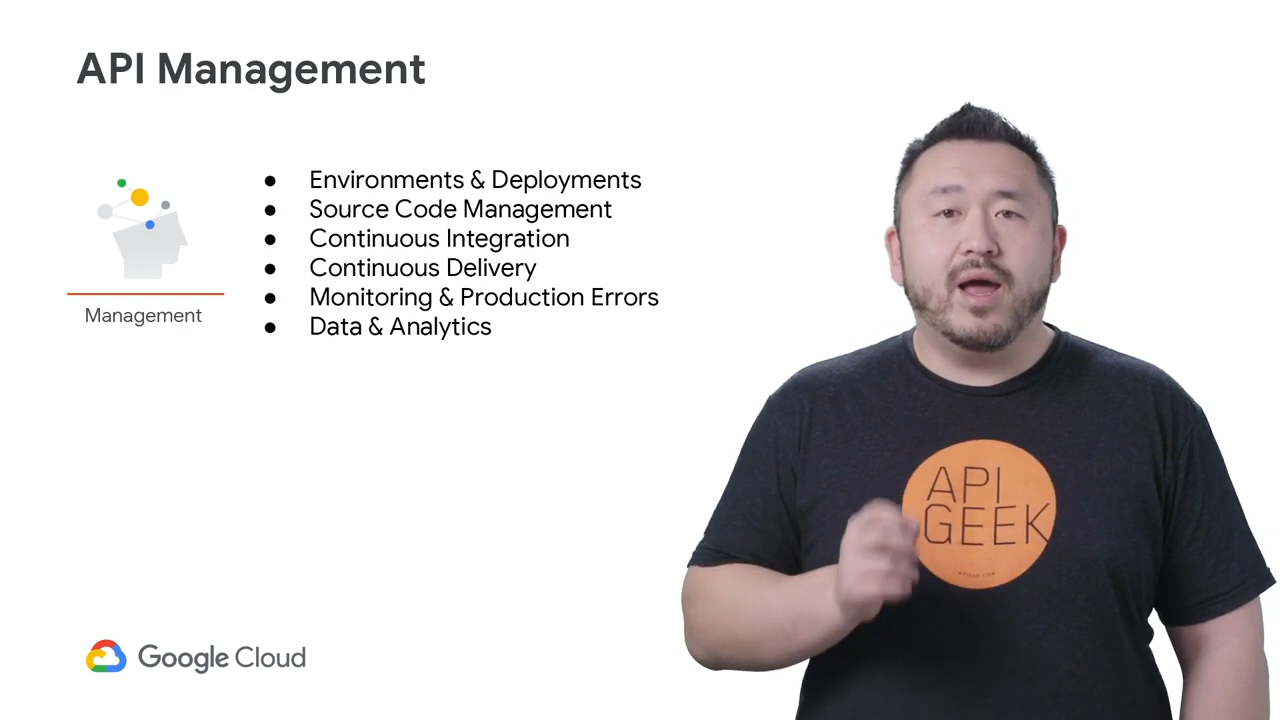 API Management
● Environments & Deployments
● Source Code Management
● Continuous Integration
● Continuous Delivery
● Monitoring & Production Errors
● Data & Analytics
Management
API
GEEK
Google Cloud